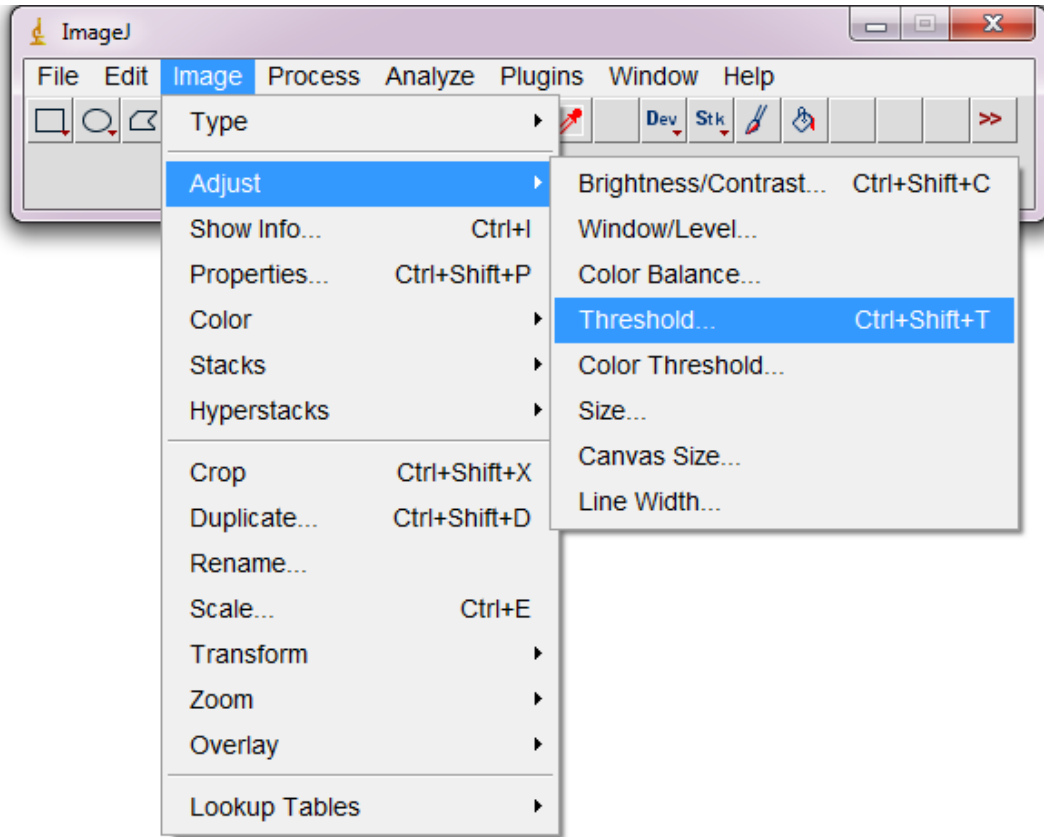 ImageJ
File Edit Image Process Analyze Plugins Window Help
Dev Stk >>
Type
Adjust
Show Info... Ctrl+I
Properties... Ctrl+Shift+P
Color
Stacks
Hyperstacks
Crop Ctrl+Shift+X
Duplicate... Ctrl+Shift+D
Rename...
Scale... Ctrl+E
Transform
Zoom
Overlay
Lookup Tables
Brightness/Contrast... Ctrl+Shift+C
Window/Level...
Color Balance...
Threshold... Ctrl+Shift+T
Color Threshold...
Size...
Canvas Size...
Line Width...